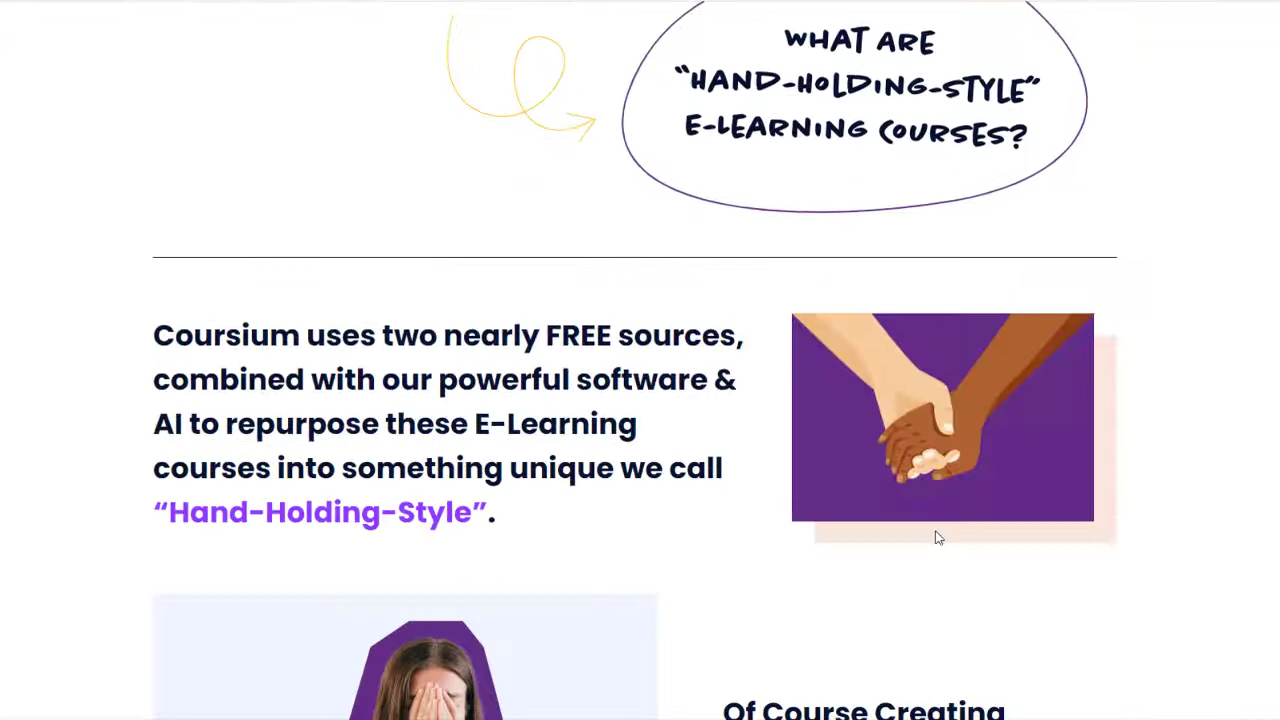 WHAT ARE
“HAND-HOLDING-STYLE”
E-LEARNING COURSES?
Coursium uses two nearly FREE sources,
combined with our powerful software &
AI to repurpose these E-Learning
courses into something unique we call
“Hand-Holding-Style”.
Of Course Creating